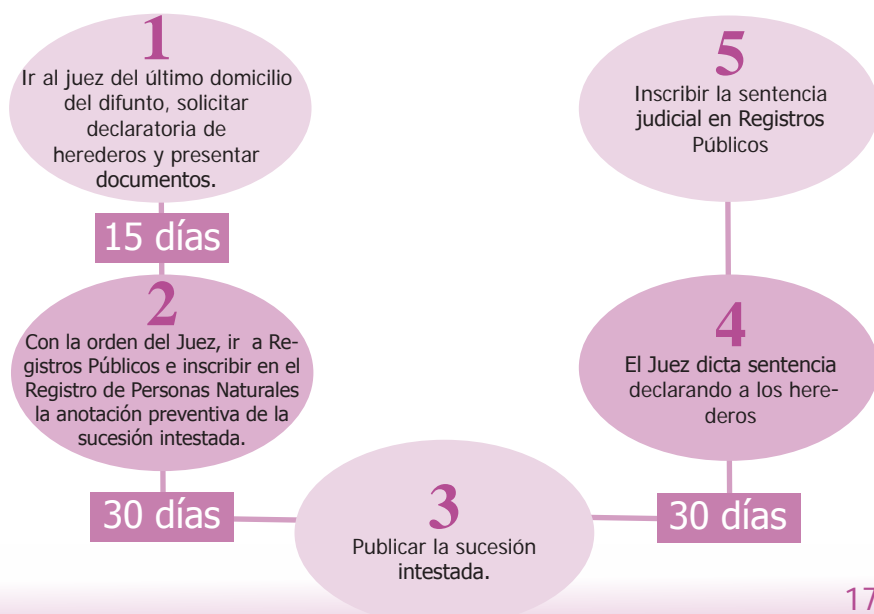 1
Ir al juez del último domicilio
del difunto, solicitar
declaratoria de
herederos y presentar
documentos.
15 días
2
Con la orden del Juez, ir a Re-
gistros Públicos e inscribir en el
Registro de Personas Naturales
la anotación preventiva de la
sucesión intestada.
30 días
3
Publicar la sucesión
intestada.
30 días
4
El Juez dicta sentencia
declarando a los here-
deros
5
Inscribir la sentencia
judicial en Registros
Públicos
17